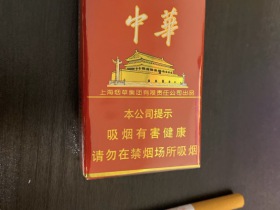 中華
上海烟草集团有限责任公司出品
本公司提示
吸烟有害健康
请勿在禁烟场所吸烟